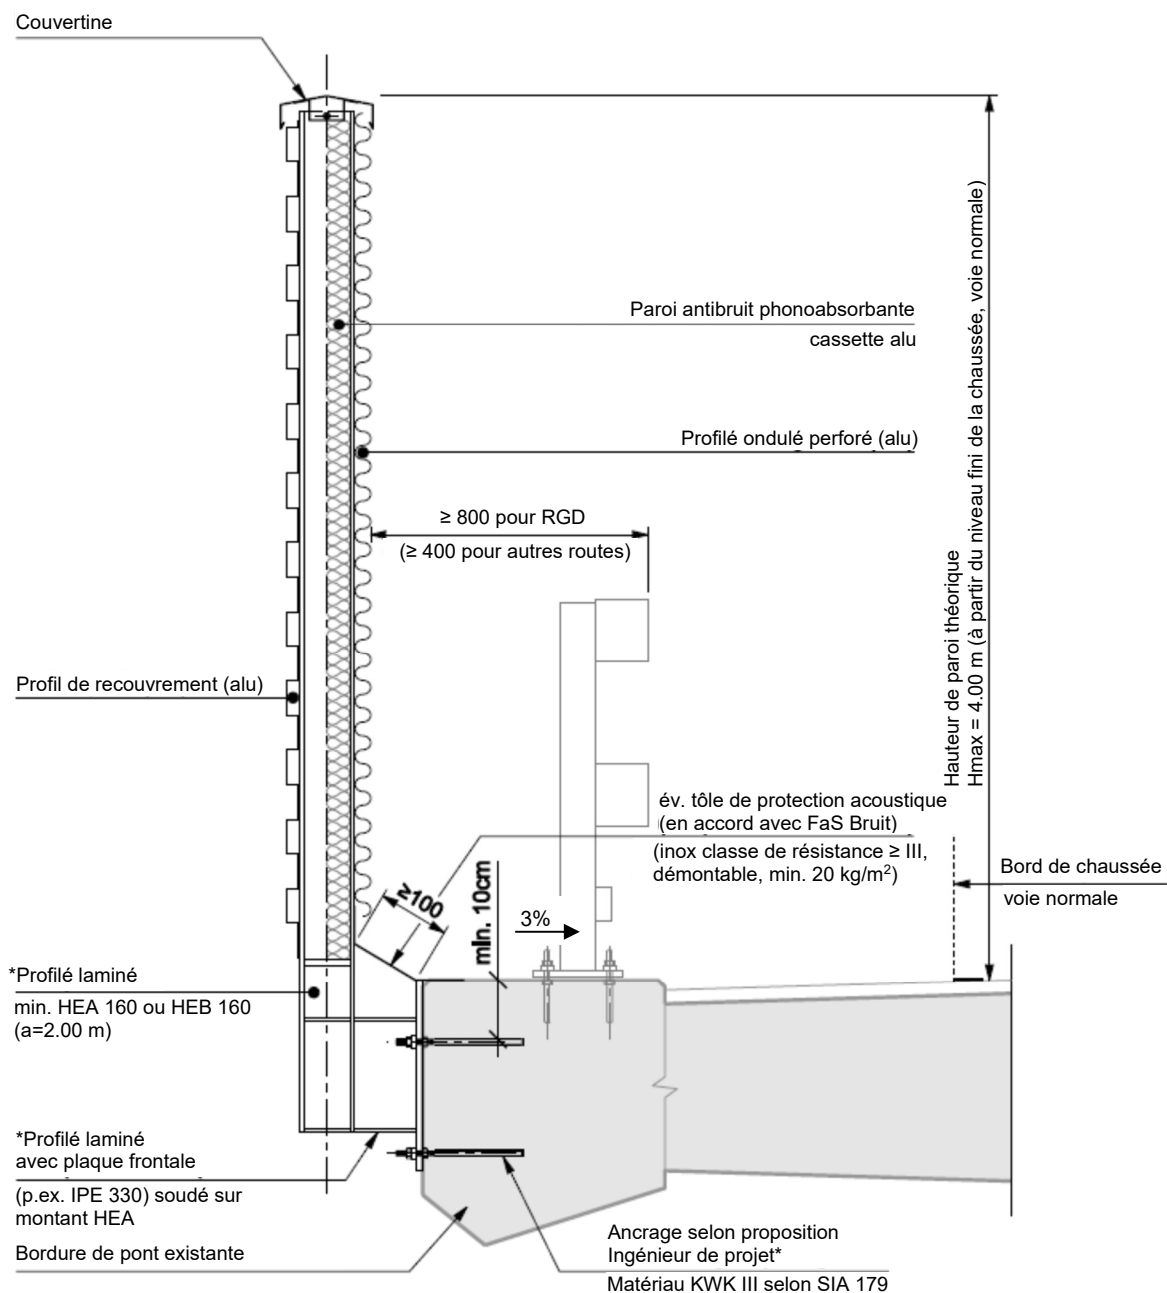 Couvertine
Paroi antibruit phonoabsorbante
cassette alu
Profilé ondulé perforé (alu)
≥ 800 pour RGD
(≥ 400 pour autres routes)
Hauteur de paroi théorique
Hmax = 4.00 m (à partir du niveau fini de la chaussée, voie normale)
Profil de recouvrement (alu)
év. tôle de protection acoustique
(en accord avec FaS Bruit)
(inox classe de résistance ≥ III,
démontable, min. 20 kg/m²)
Bord de chaussée
voie normale
≥100
min. 10cm
3%
*Profilé laminé
min. HEA 160 ou HEB 160
(a=2.00 m)
*Profilé laminé
avec plaque frontale
(p.ex. IPE 330) soudé sur
montant HEA
Bordure de pont existante
Ancrage selon proposition
Ingénieur de projet*
Matériau KWK III selon SIA 179